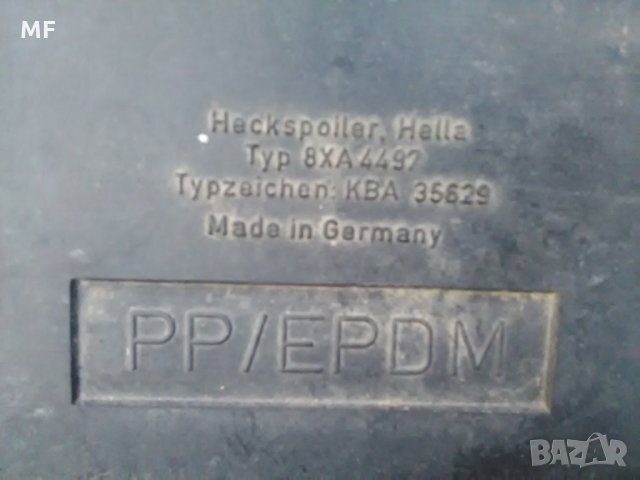 MF
Heckspoiler, Hella
Typ 8XA 4497
Typzeichen: KBA 35629
Made in Germany
PP/EPDM
BAZAR